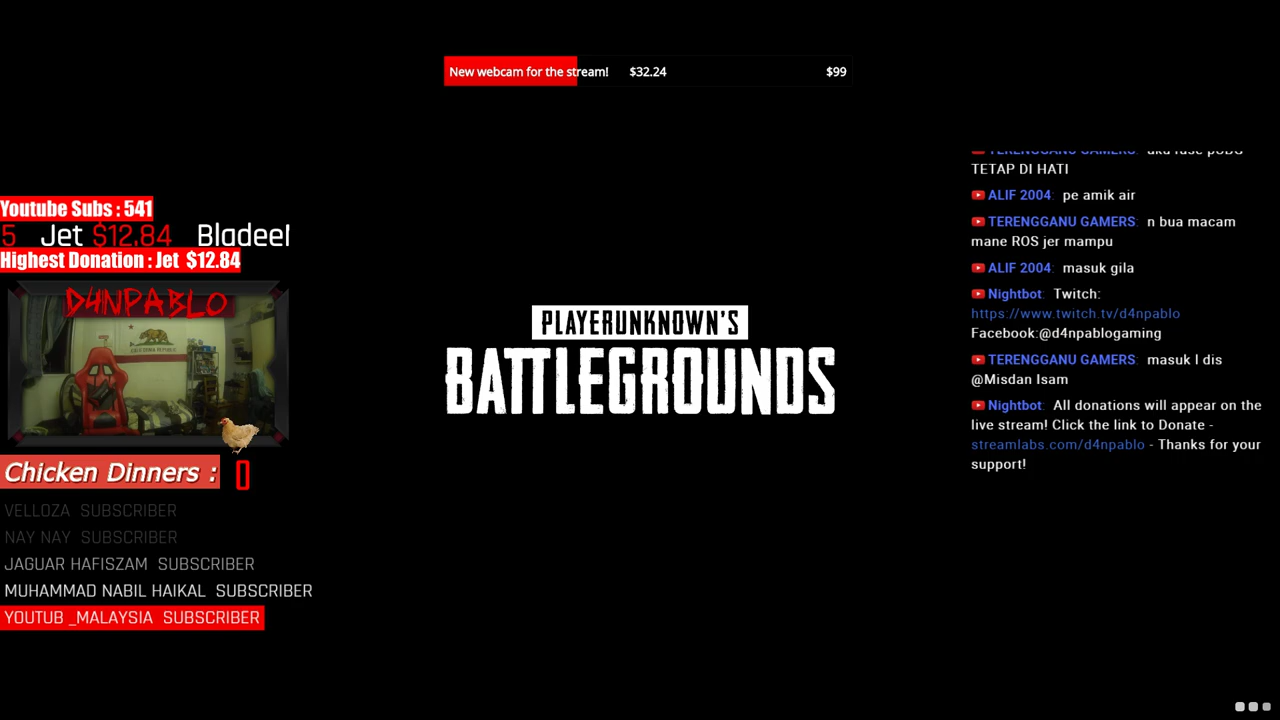 New webcam for the stream! $32.24 $99
Youtube Subs : 541
5 Jet $12.84 Bladee
Highest Donation : Jet $12.84
D4NPABLO
CALIFORNIA REPUBLIC
Chicken Dinners : 0
VELLOZA SUBSCRIBER
NAY NAY SUBSCRIBER
JAGUAR HAFISZAM SUBSCRIBER
MUHAMMAD NABIL HAIKAL SUBSCRIBER
YOUTUB _MALAYSIA SUBSCRIBER
PLAYERUNKNOWN'S
BATTLEGROUNDS
TERENGGANU GAMERS:
TETAP DI HATI
ALIF 2004: pe amik air
TERENGGANU GAMERS: n bua macam
mane ROS jer mampu
ALIF 2004: masuk gila
Nightbot: Twitch:
https://www.twitch.tv/d4npablo
Facebook:@d4npablogaming
TERENGGANU GAMERS: masuk l dis
@Misdan Isam
Nightbot: All donations will appear on the
live stream! Click the link to Donate -
streamlabs.com/d4npablo - Thanks for your
support!